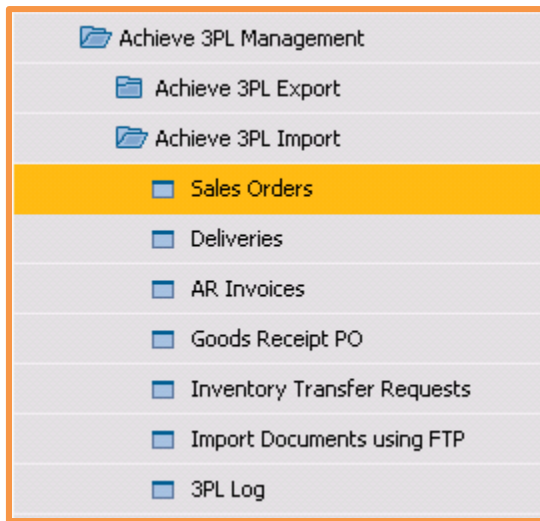 Achieve 3PL Management
Achieve 3PL Export
Achieve 3PL Import
Sales Orders
Deliveries
AR Invoices
Goods Receipt PO
Inventory Transfer Requests
Import Documents using FTP
3PL Log